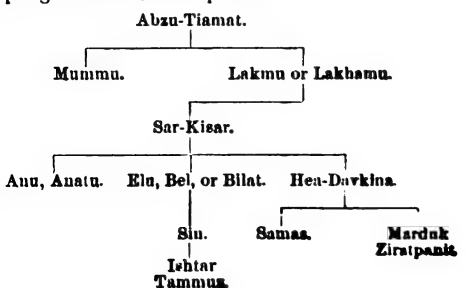 Abzu-Tiamat.
Mummu. Lakmu or Lakhamu.
Sar-Kisar.
Anu, Anatu. Elu, Bel, or Bilat. Hea-Davkina.
Sin. Samas. Marduk
Ziratpanit.
Ishtar
Tammuz.